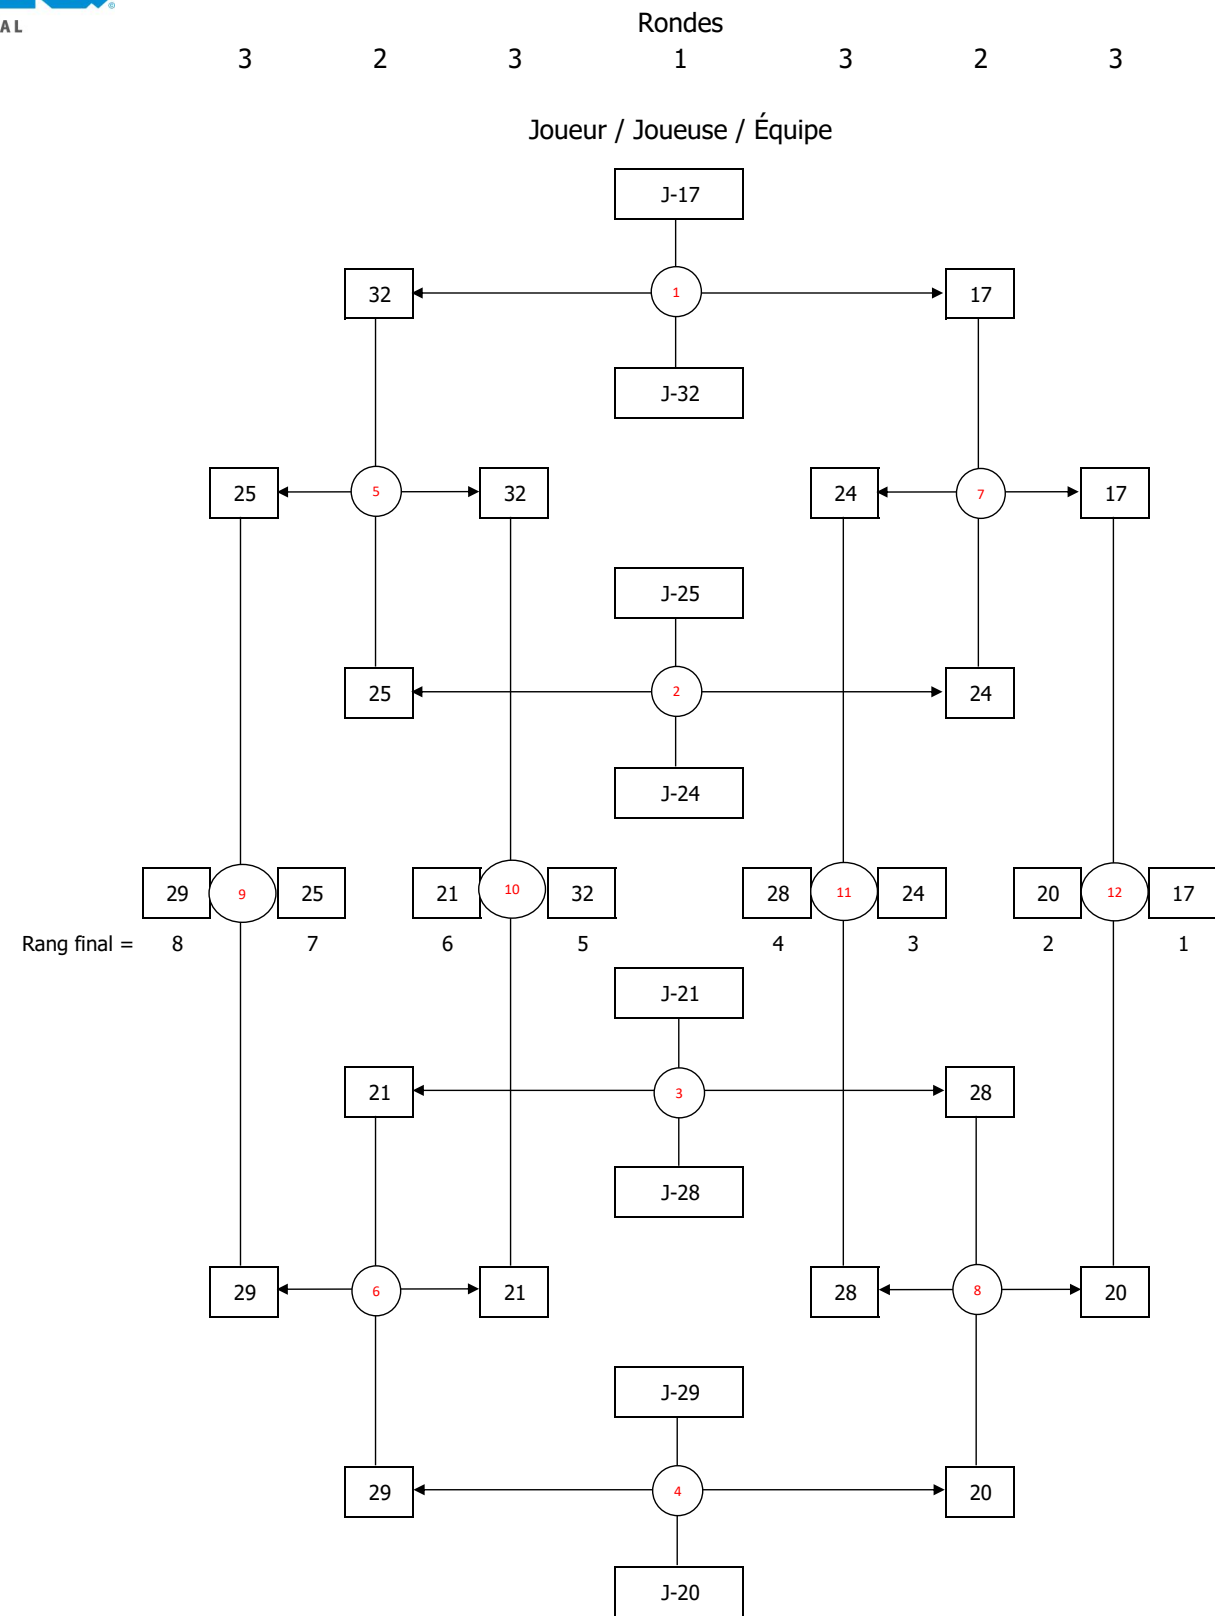 AL
Rondes
3 2 3 1 3 2 3
Joueur / Joueuse / Équipe
J-17
32 1 17
J-32
25 5 32 24 7 17
J-25
25 2 24
J-24
29 9 25 21 10 32 28 11 24 20 12 17
Rang final = 8 7 6 5 4 3 2 1
J-21
21 3 28
J-28
29 6 21 28 8 20
J-29
29 4 20
J-20